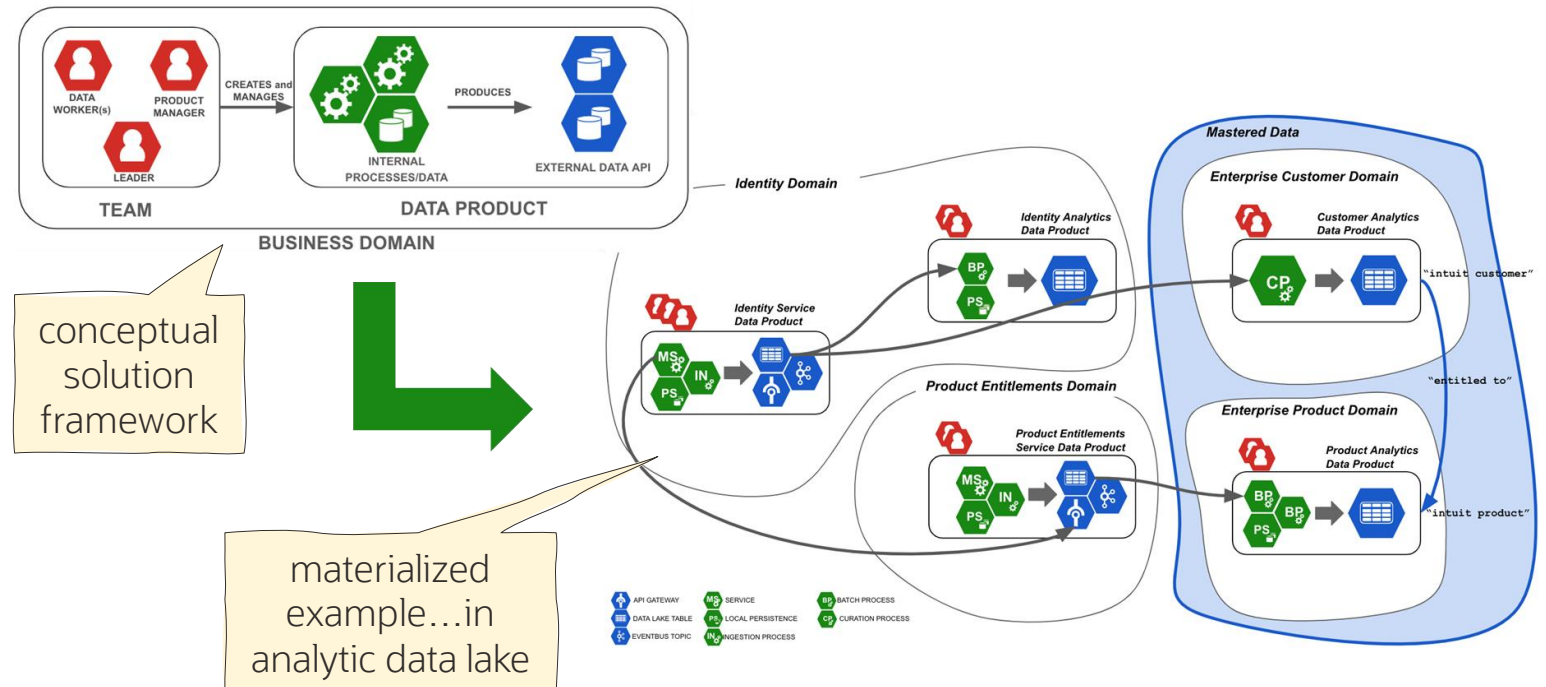 DATA
WORKER(s)
PRODUCT
MANAGER
LEADER
TEAM
CREATES and
MANAGES
INTERNAL
PROCESSES/DATA
PRODUCES
EXTERNAL DATA API
DATA PRODUCT
BUSINESS DOMAIN
conceptual
solution
framework
materialized
example...in
analytic data lake
Identity Domain
Identity Service
Data Product
MS
IN
PS
Identity Analytics
Data Product
BP
PS
Product Entitlements Domain
Product Entitlements
Service Data Product
MS
IN
PS
Mastered Data
Enterprise Customer Domain
Customer Analytics
Data Product
CP
"intuit customer"
"entitled to"
Enterprise Product Domain
Product Analytics
Data Product
BP
BP
PS
"intuit product"
API GATEWAY
DATA LAKE TABLE
EVENTBUS TOPIC
MS SERVICE
PS LOCAL PERSISTENCE
IN INGESTION PROCESS
BP BATCH PROCESS
CP CURATION PROCESS